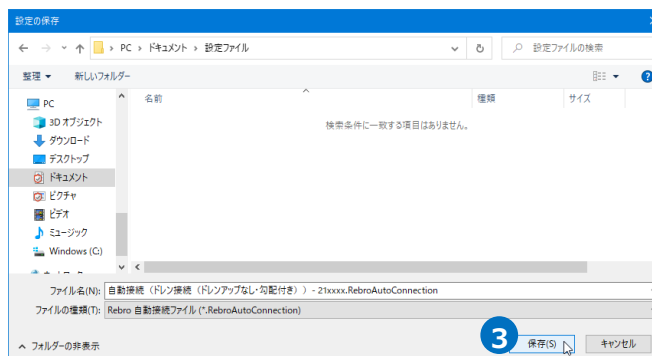 設定の保存
PC › ドキュメント › 設定ファイル
設定ファイルの検索
整理 新しいフォルダー
名前 種類 サイズ
検索条件に一致する項目はありません。
PC
3D オブジェクト
ダウンロード
デスクトップ
ドキュメント
ピクチャ
ビデオ
ミュージック
Windows (C:)
ファイル名(N): 自動接続（ドレン接続（ドレンアップなし・勾配付き））- 21xxxx.RebroAutoConnection
ファイルの種類(T): Rebro 自動接続ファイル (*.RebroAutoConnection)
フォルダーの非表示
3 保存(S) キャンセル